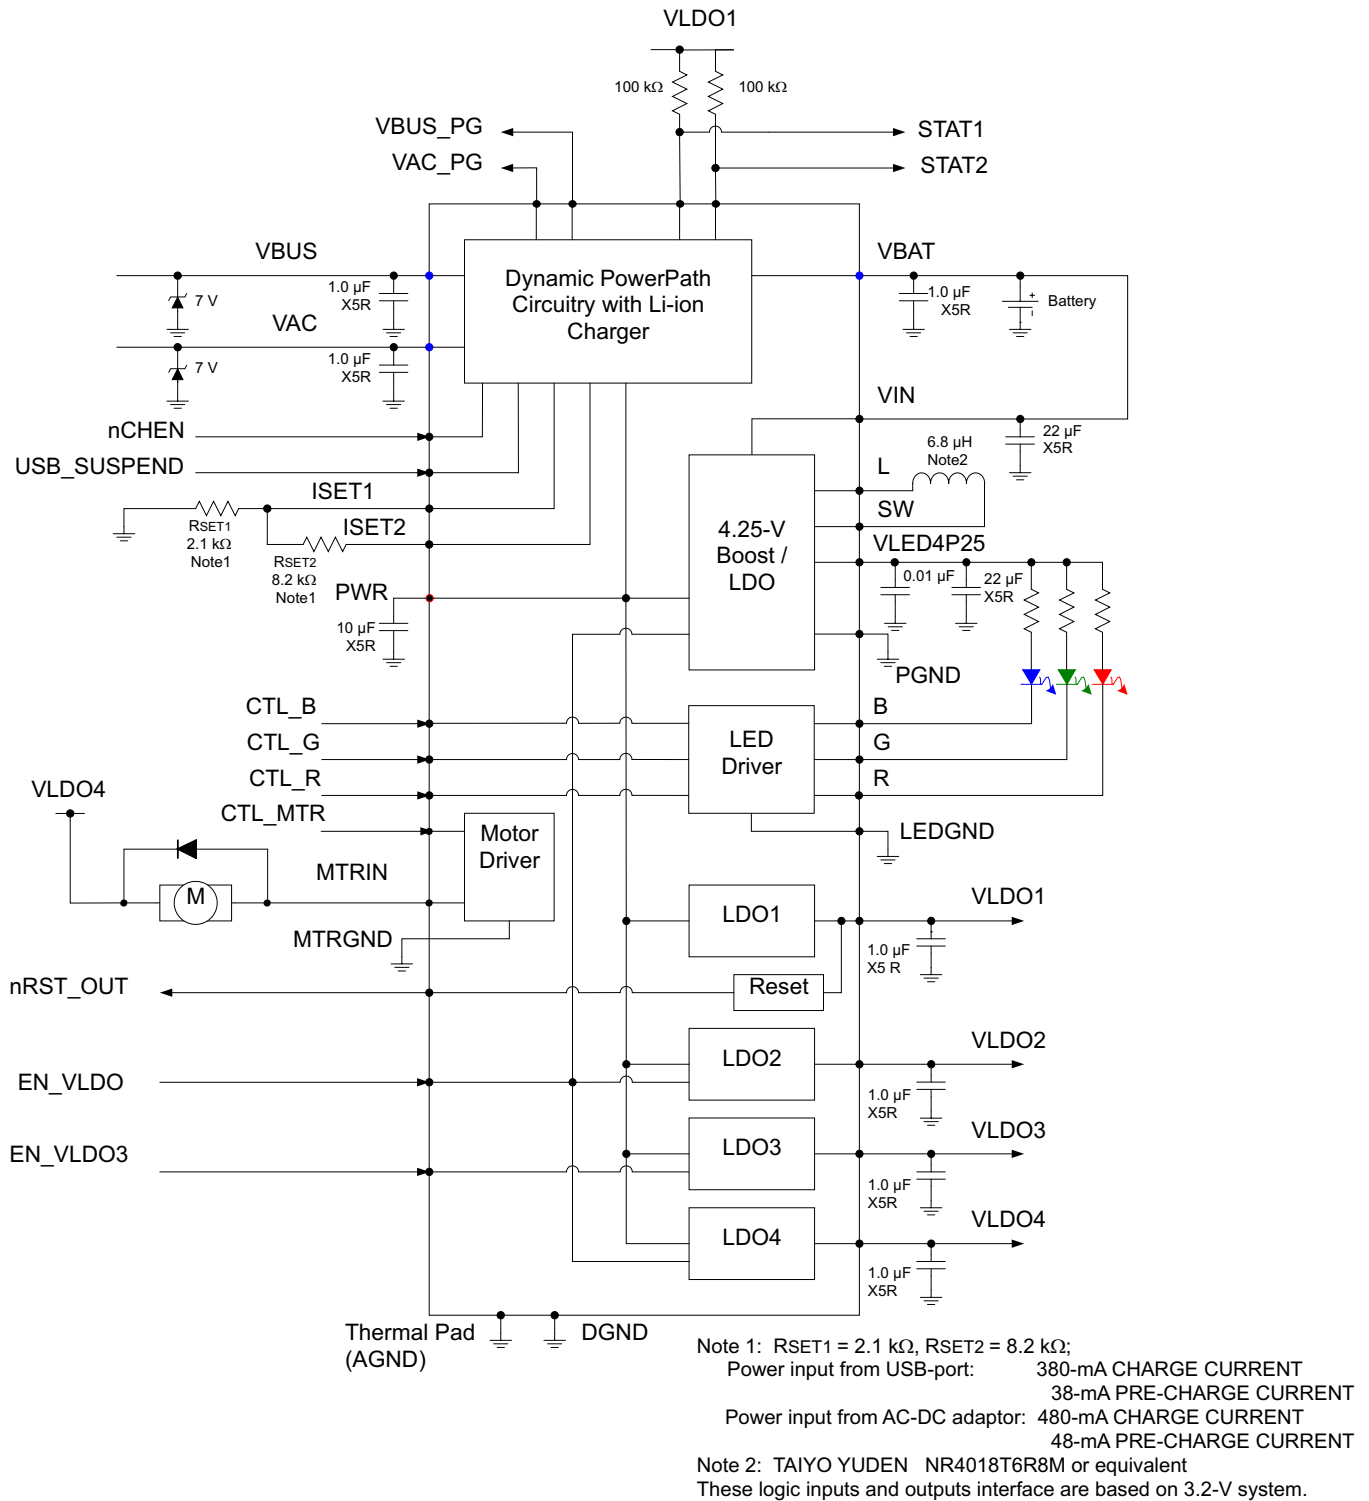 VLDO1
100 kΩ
100 kΩ
VBUS_PG
STAT1
VAC_PG
STAT2
VBUS
VBAT
Dynamic PowerPath
Circuitry with Li-ion
Charger
7 V
1.0 µF
X5R
1.0 µF
X5R
+
-
Battery
VAC
7 V
1.0 µF
X5R
VIN
nCHEN
22 µF
X5R
6.8 µH
Note2
USB_SUSPEND
L
ISET1
SW
RSET1
2.1 kΩ
Note1
ISET2
4.25-V
Boost /
LDO
VLED4P25
RSET2
8.2 kΩ
Note1
0.01 µF
22 µF
X5R
PWR
10 µF
X5R
PGND
CTL_B
B
CTL_G
LED
Driver
G
CTL_R
R
VLDO4
CTL_MTR
Motor
Driver
LEDGND
MTRIN
M
LDO1
VLDO1
MTRGND
1.0 µF
X5 R
nRST_OUT
Reset
LDO2
VLDO2
EN_VLDO
1.0 µF
X5R
LDO3
VLDO3
EN_VLDO3
1.0 µF
X5R
LDO4
VLDO4
1.0 µF
X5R
Thermal Pad
(AGND)
DGND
Note 1: RSET1 = 2.1 kΩ, RSET2 = 8.2 kΩ;
Power input from USB-port: 380-mA CHARGE CURRENT
38-mA PRE-CHARGE CURRENT
Power input from AC-DC adaptor: 480-mA CHARGE CURRENT
48-mA PRE-CHARGE CURRENT
Note 2: TAIYO YUDEN NR4018T6R8M or equivalent
These logic inputs and outputs interface are based on 3.2-V system.